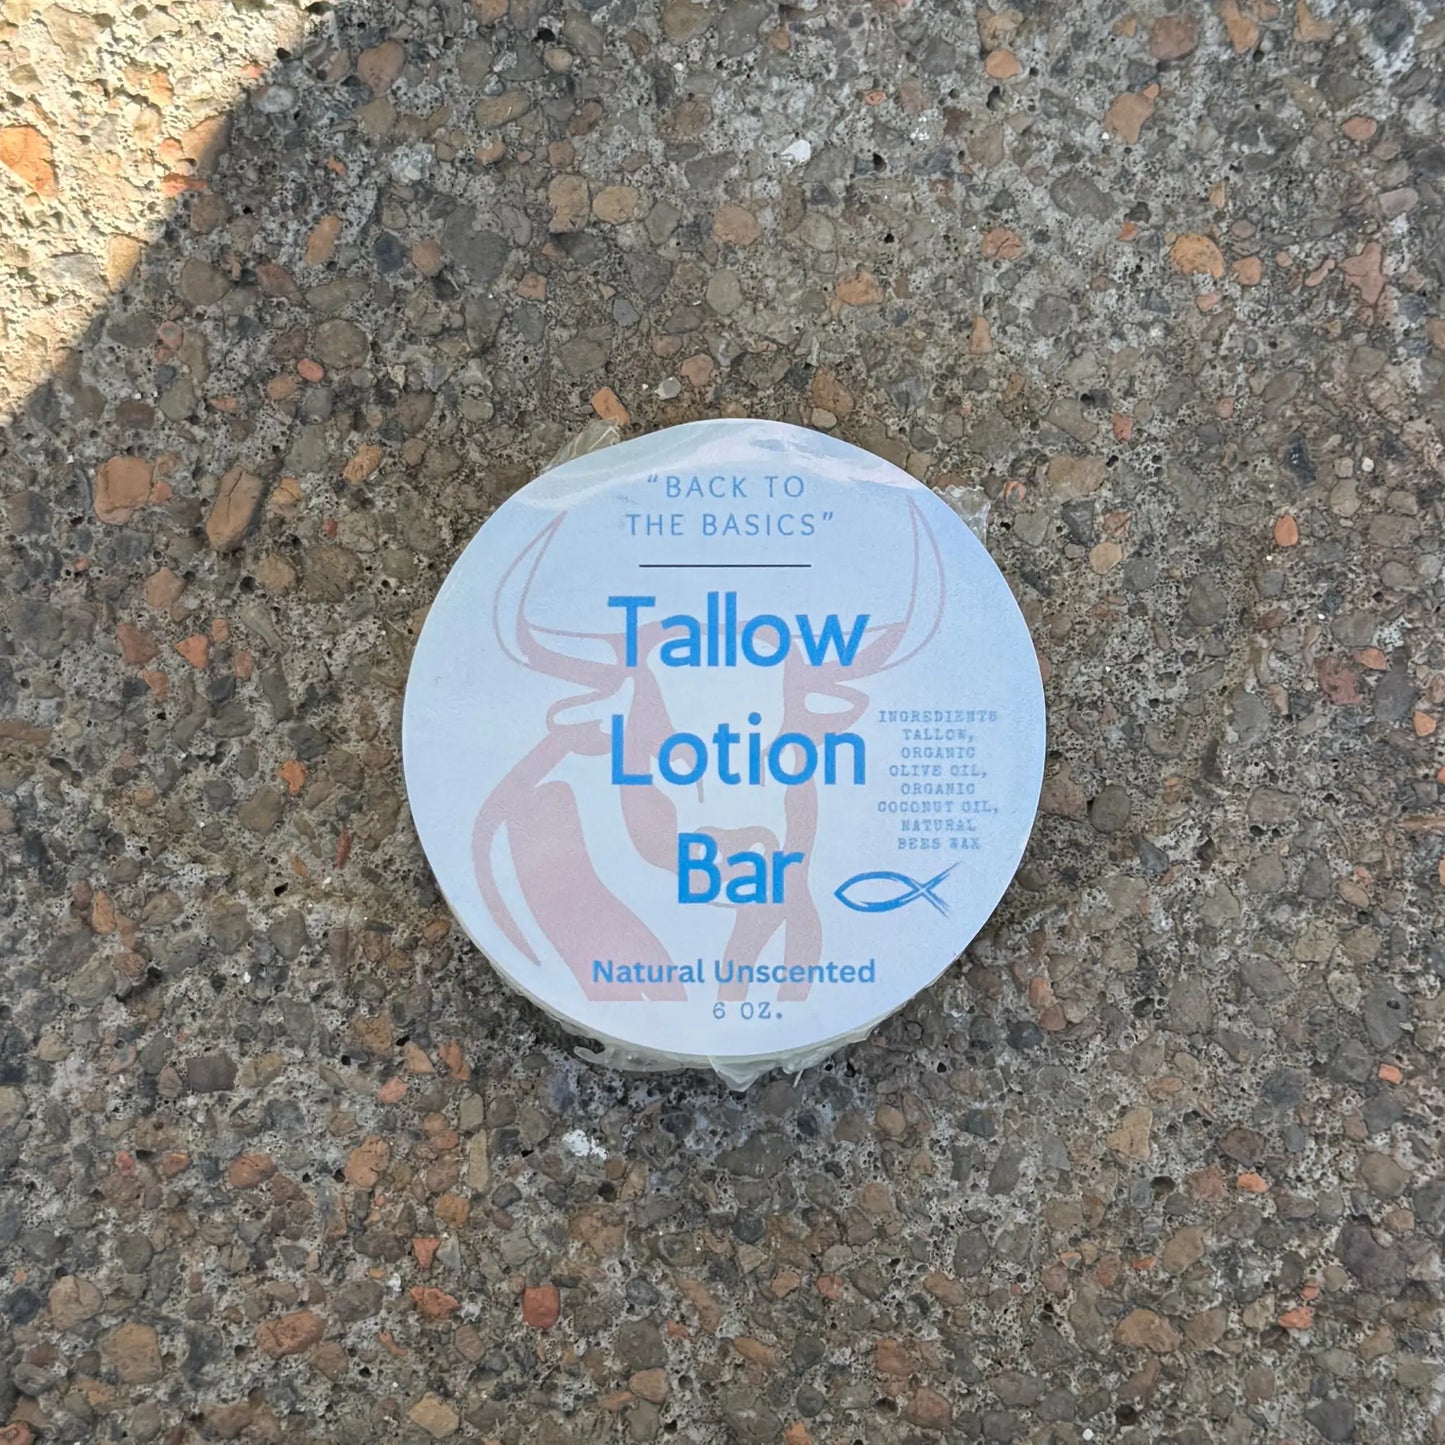 “BACK TO
THE BASICS”
Tallow
Lotion
Bar
INGREDIENTS
TALLOW,
ORGANIC
OLIVE OIL,
ORGANIC
COCONUT OIL,
NATURAL
BEES WAX
Natural Unscented
6 OZ.